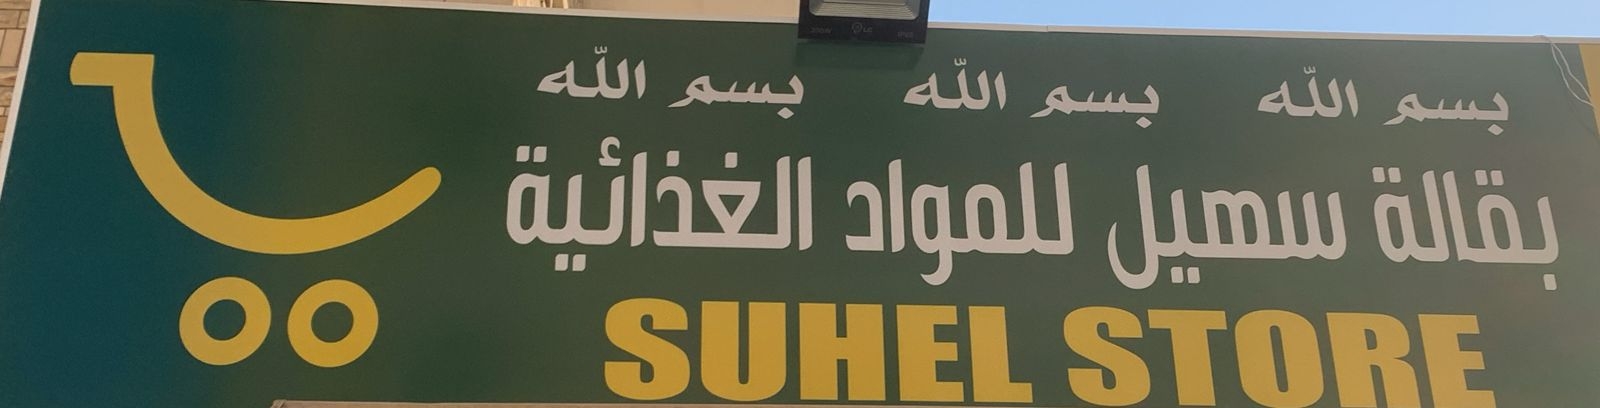 بسم الله بسم الله بسم الله
بقالة سهيل للمواد الغذائية
SUHEL STORE